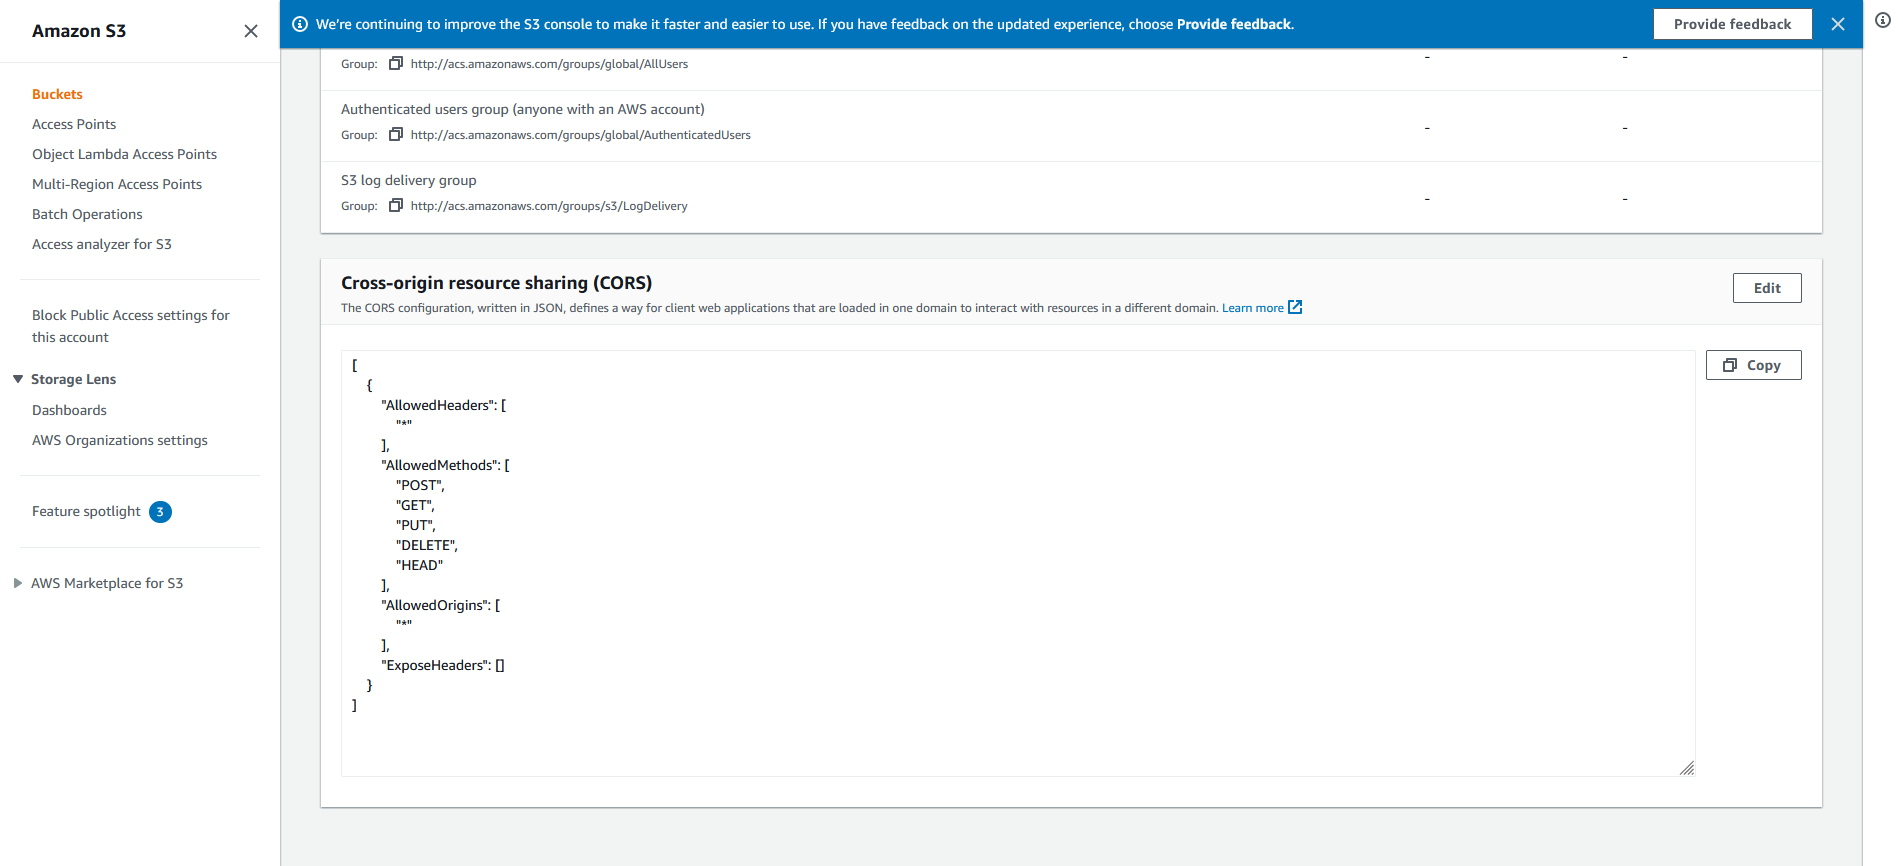 Amazon S3
Buckets
Access Points
Object Lambda Access Points
Multi-Region Access Points
Batch Operations
Access analyzer for S3
Block Public Access settings for
this account
Storage Lens
Dashboards
AWS Organizations settings
Feature spotlight 3
AWS Marketplace for S3
We're continuing to improve the S3 console to make it faster and easier to use. If you have feedback on the updated experience, choose Provide feedback.
Provide feedback
Group: http://acs.amazonaws.com/groups/global/AllUsers
- -
Authenticated users group (anyone with an AWS account)
Group: http://acs.amazonaws.com/groups/global/AuthenticatedUsers
- -
S3 log delivery group
Group: http://acs.amazonaws.com/groups/s3/LogDelivery
- -
Cross-origin resource sharing (CORS)
Edit
The CORS configuration, written in JSON, defines a way for client web applications that are loaded in one domain to interact with resources in a different domain. Learn more
Copy
[
{
"AllowedHeaders": [
"*"
],
"AllowedMethods": [
"POST",
"GET",
"PUT",
"DELETE",
"HEAD"
],
"AllowedOrigins": [
"*"
],
"ExposeHeaders": []
}
]